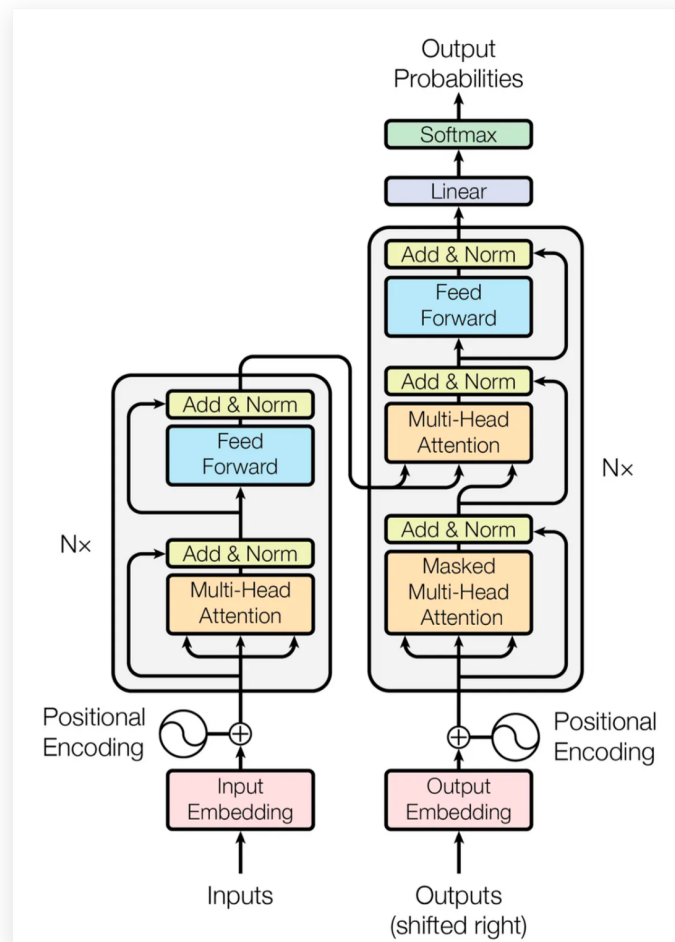 Output
Probabilities
Softmax
Linear
Add & Norm
Feed
Forward
Add & Norm
Multi-Head
Attention
Add & Norm
Masked
Multi-Head
Attention
N×
Add & Norm
Feed
Forward
Add & Norm
Multi-Head
Attention
N×
Positional
Encoding
Positional
Encoding
Input
Embedding
Output
Embedding
Inputs
Outputs
(shifted right)